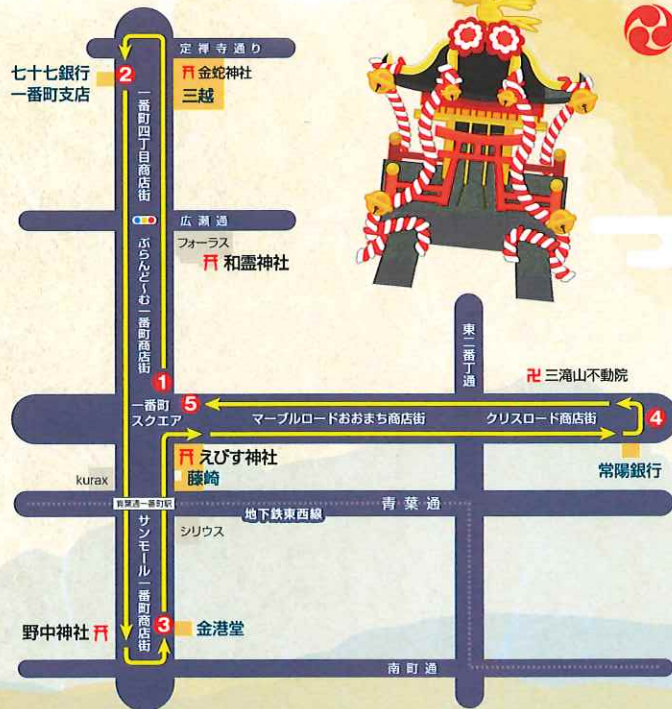 定禅寺通り
七十七銀行
一番町支店
2
金蛇神社
三越
一番町四丁目商店街
広瀬通
フォーラス
和霊神社
ぶらんど〜む一番町商店街
東二番丁通
1
三滝山不動院
一番町
スクエア
5
マーブルロードおおまち商店街
クリスロード商店街
4
えびす神社
藤崎
常陽銀行
kurax
青葉通一番町駅
地下鉄東西線
青葉通
サンモール一番町商店街
シリウス
野中神社
3
金港堂
南町通